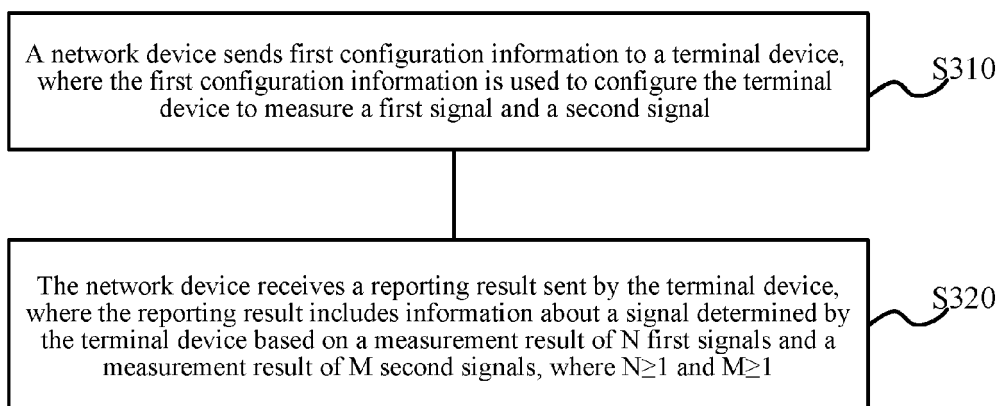 A network device sends first configuration information to a terminal device,
where the first configuration information is used to configure the terminal
device to measure a first signal and a second signal
S310
The network device receives a reporting result sent by the terminal device,
where the reporting result includes information about a signal determined by
the terminal device based on a measurement result of N first signals and a
measurement result of M second signals, where N≥1 and M≥1
S320